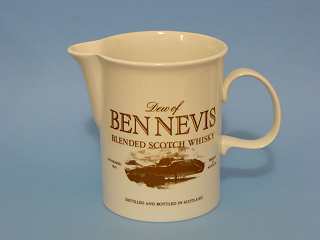 Dew of
BEN NEVIS
BLENDED SCOTCH WHISKY
DISTILLED AND BOTTLED IN SCOTLAND